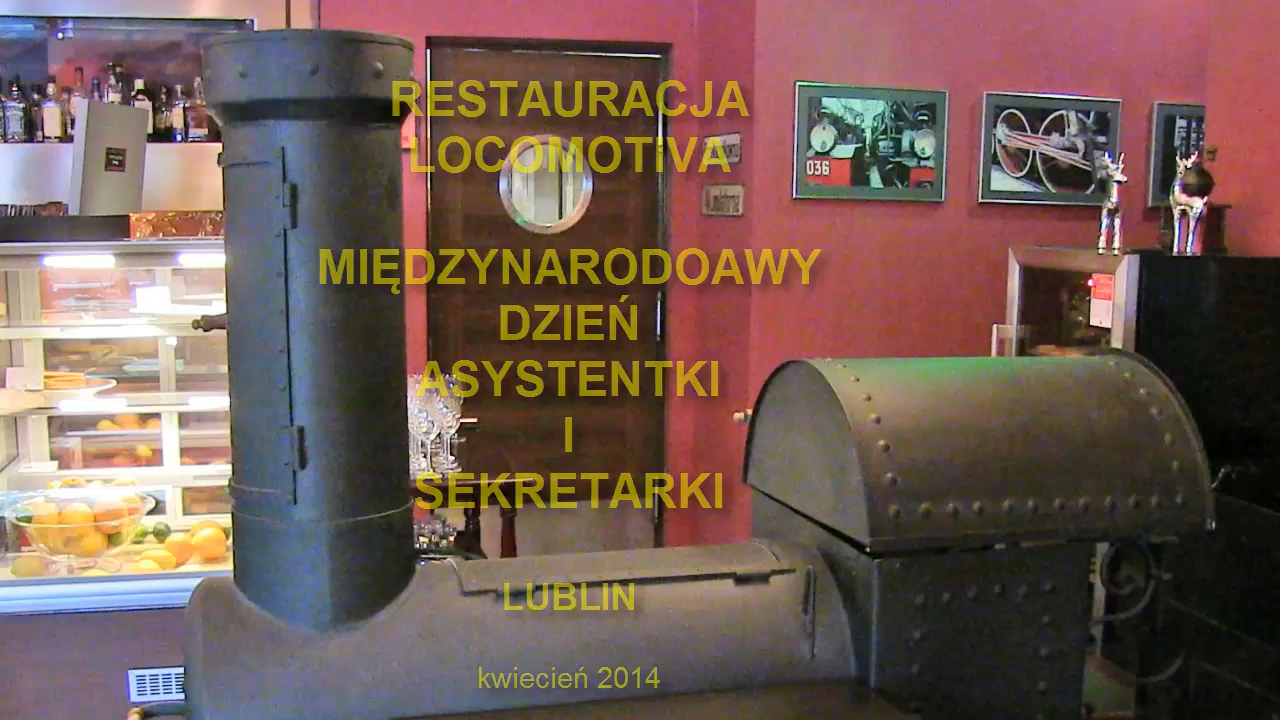 RESTAURACJA
LOCOMOTIVA
MIĘDZYNARODOAWY
DZIEŃ
ASYSTENTKI
I
SEKRETARKI
LUBLIN
kwiecień 2014
036